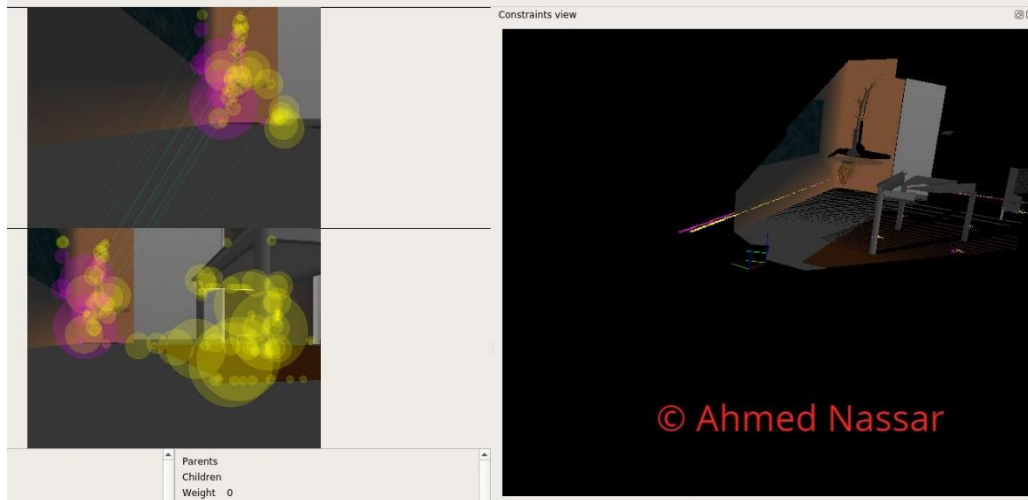 Constraints view
© Ahmed Nassar
Parents
Children
Weight 0